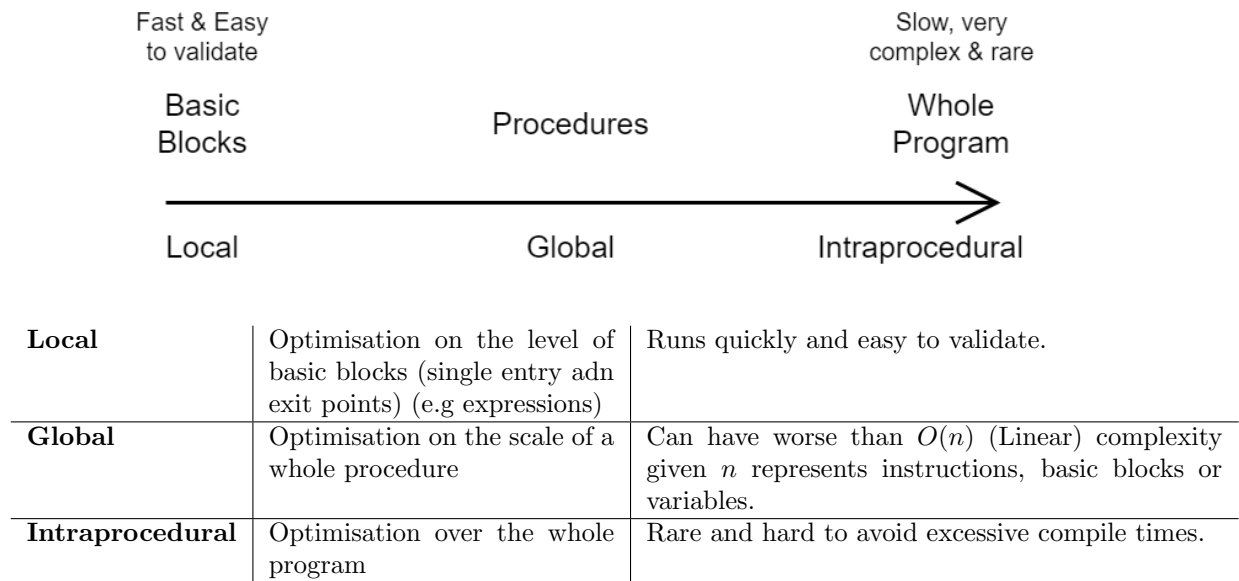 Fast & Easy
to validate
Slow, very
complex & rare
Basic
Blocks
Procedures
Whole
Program
Local
Global
Intraprocedural
Local
Optimisation on the level of
basic blocks (single entry adn
exit points) (e.g expressions)
Runs quickly and easy to validate.
Global
Optimisation on the scale of a
whole procedure
Can have worse than O(n) (Linear) complexity
given n represents instructions, basic blocks or
variables.
Intraprocedural
Optimisation over the whole
program
Rare and hard to avoid excessive compile times.